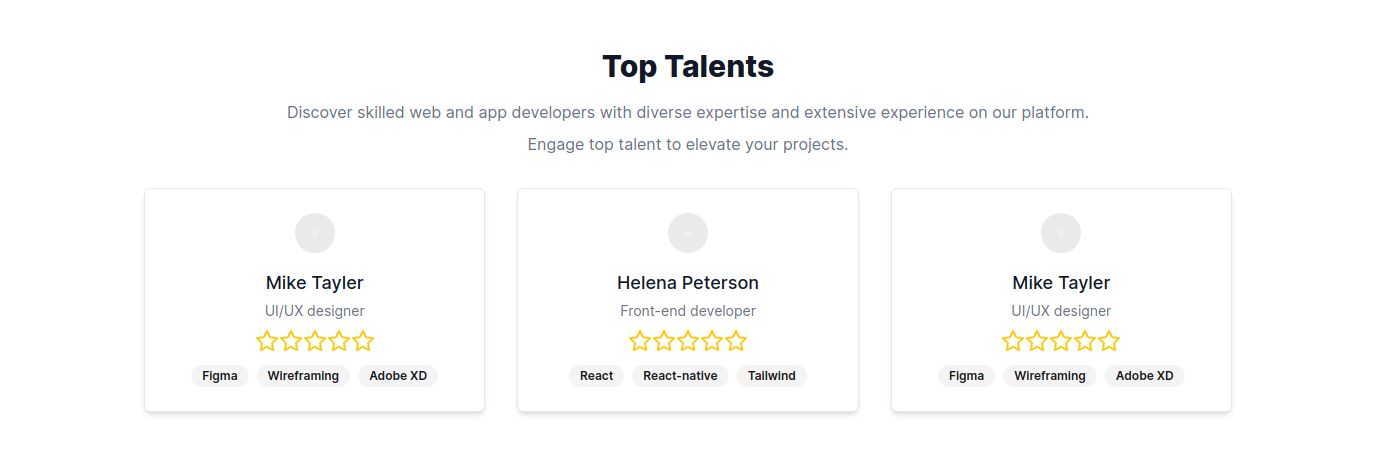 Top Talents
Discover skilled web and app developers with diverse expertise and extensive experience on our platform.
Engage top talent to elevate your projects.
Mike Tayler
UI/UX designer
Figma Wireframing Adobe XD
Helena Peterson
Front-end developer
React React-native Tailwind
Mike Tayler
UI/UX designer
Figma Wireframing Adobe XD